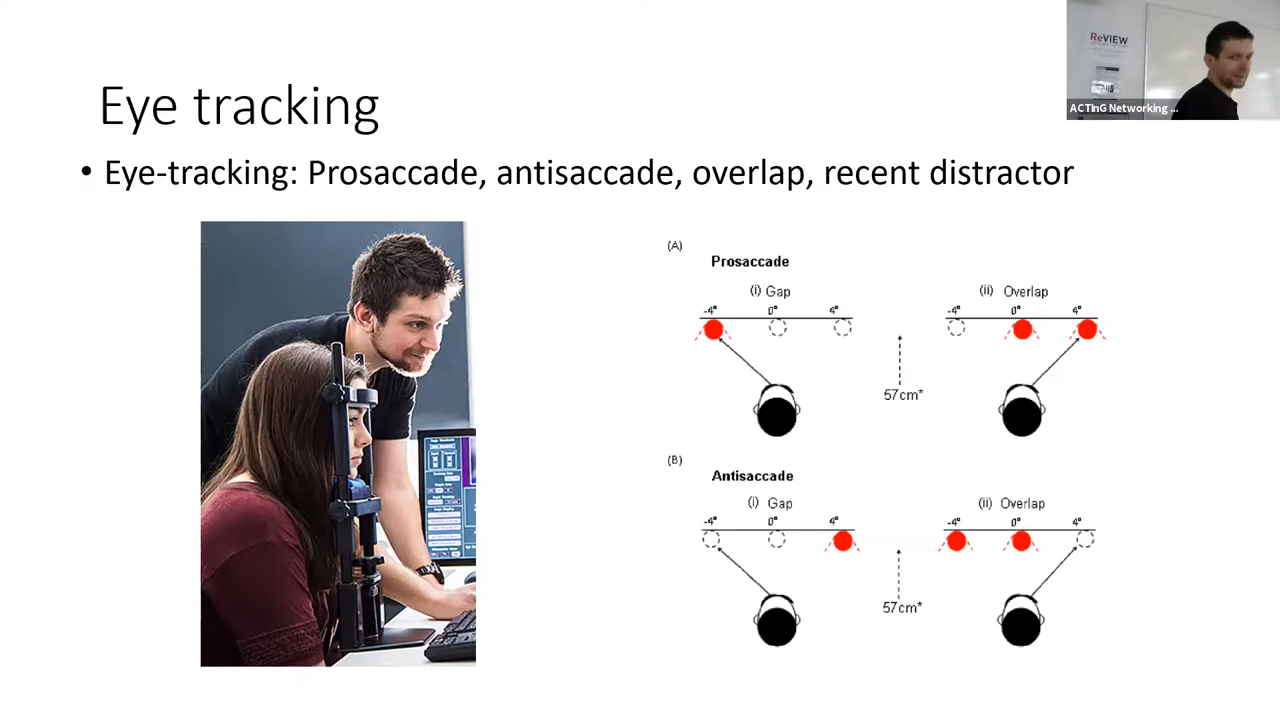 Eye tracking
• Eye-tracking: Prosaccade, antisaccade, overlap, recent distractor
ReVIEW
ACTInG Networking ...
(A)
Prosaccade
(i) Gap
-4° 0° 4°
(ii) Overlap
-4° 0° 4°
57cm*
(B)
Antisaccade
(i) Gap
-4° 0° 4°
(ii) Overlap
-4° 0° 4°
57cm*